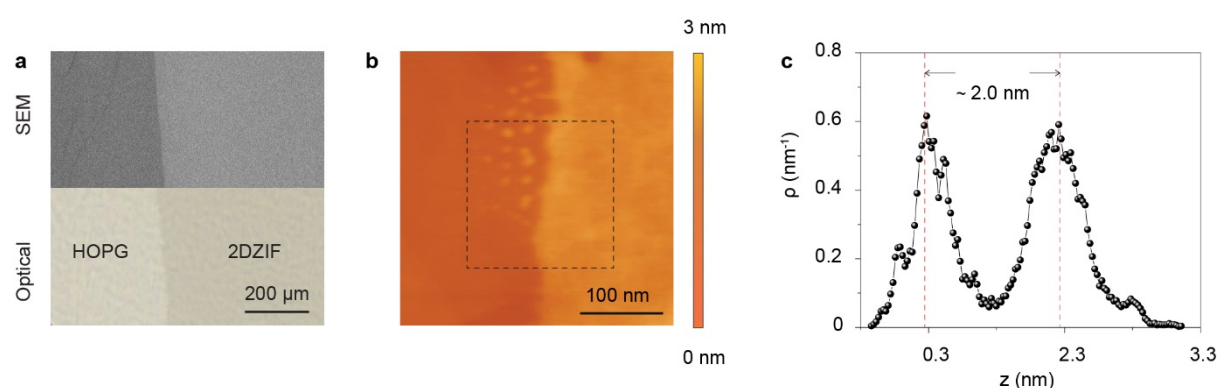 a
SEM
Optical
HOPG
2DZIF
200 μm
b
100 nm
3 nm
0 nm
c
ρ (nm⁻¹)
0.8
0.6
0.4
0.2
0
~ 2.0 nm
0.3
2.3
3.3
z (nm)